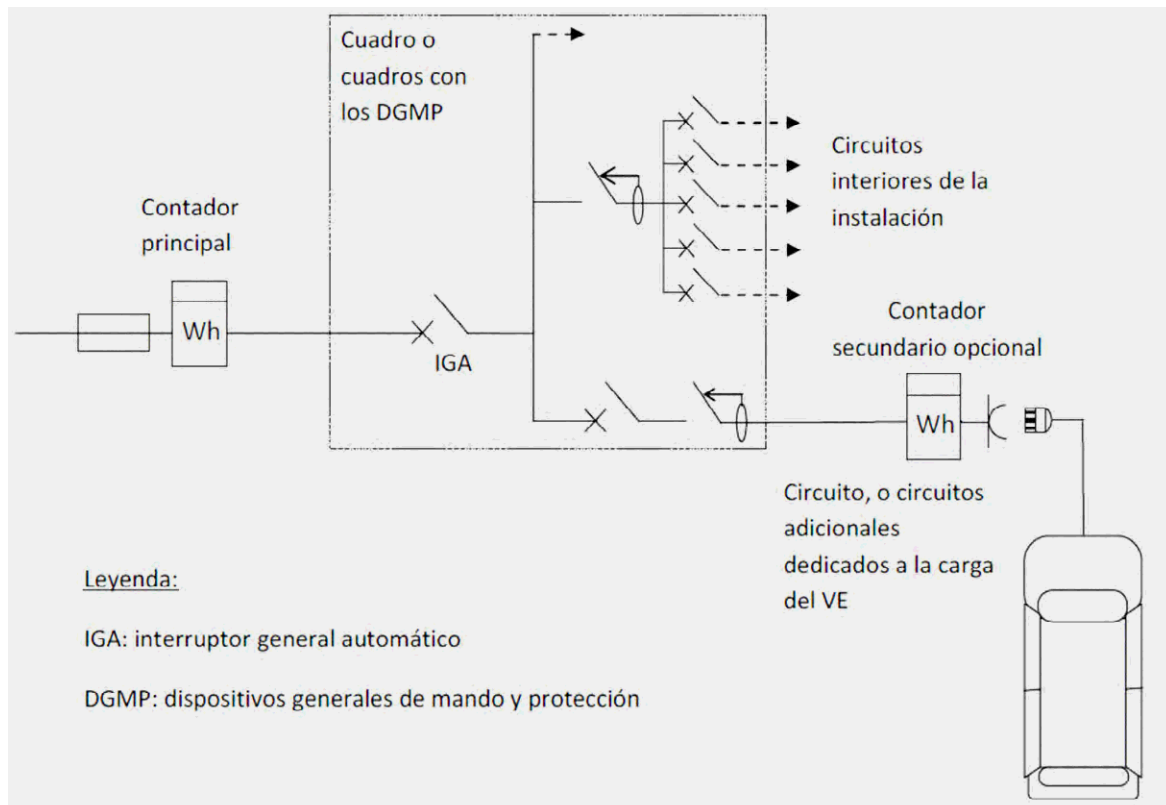 Cuadro o
cuadros con
los DGMP
Circuitos
interiores de la
instalación
Contador
principal
Wh
IGA
Contador
secundario opcional
Wh
Circuito, o circuitos
adicionales
dedicados a la carga
del VE
Leyenda:
IGA: interruptor general automático
DGMP: dispositivos generales de mando y protección